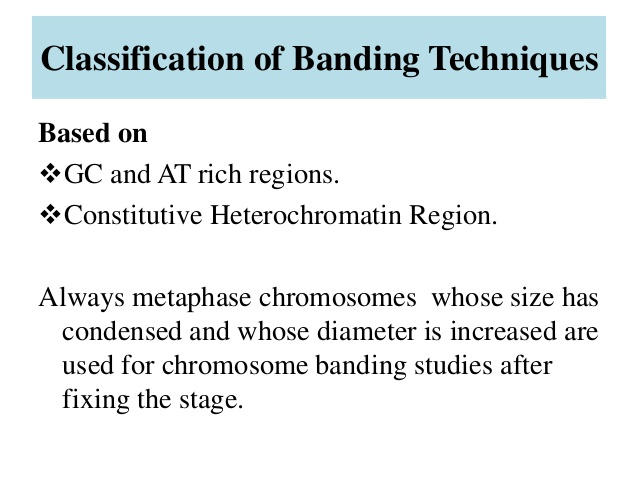 Classification of Banding Techniques
Based on
❖GC and AT rich regions.
❖Constitutive Heterochromatin Region.
Always metaphase chromosomes whose size has
condensed and whose diameter is increased are
used for chromosome banding studies after
fixing the stage.